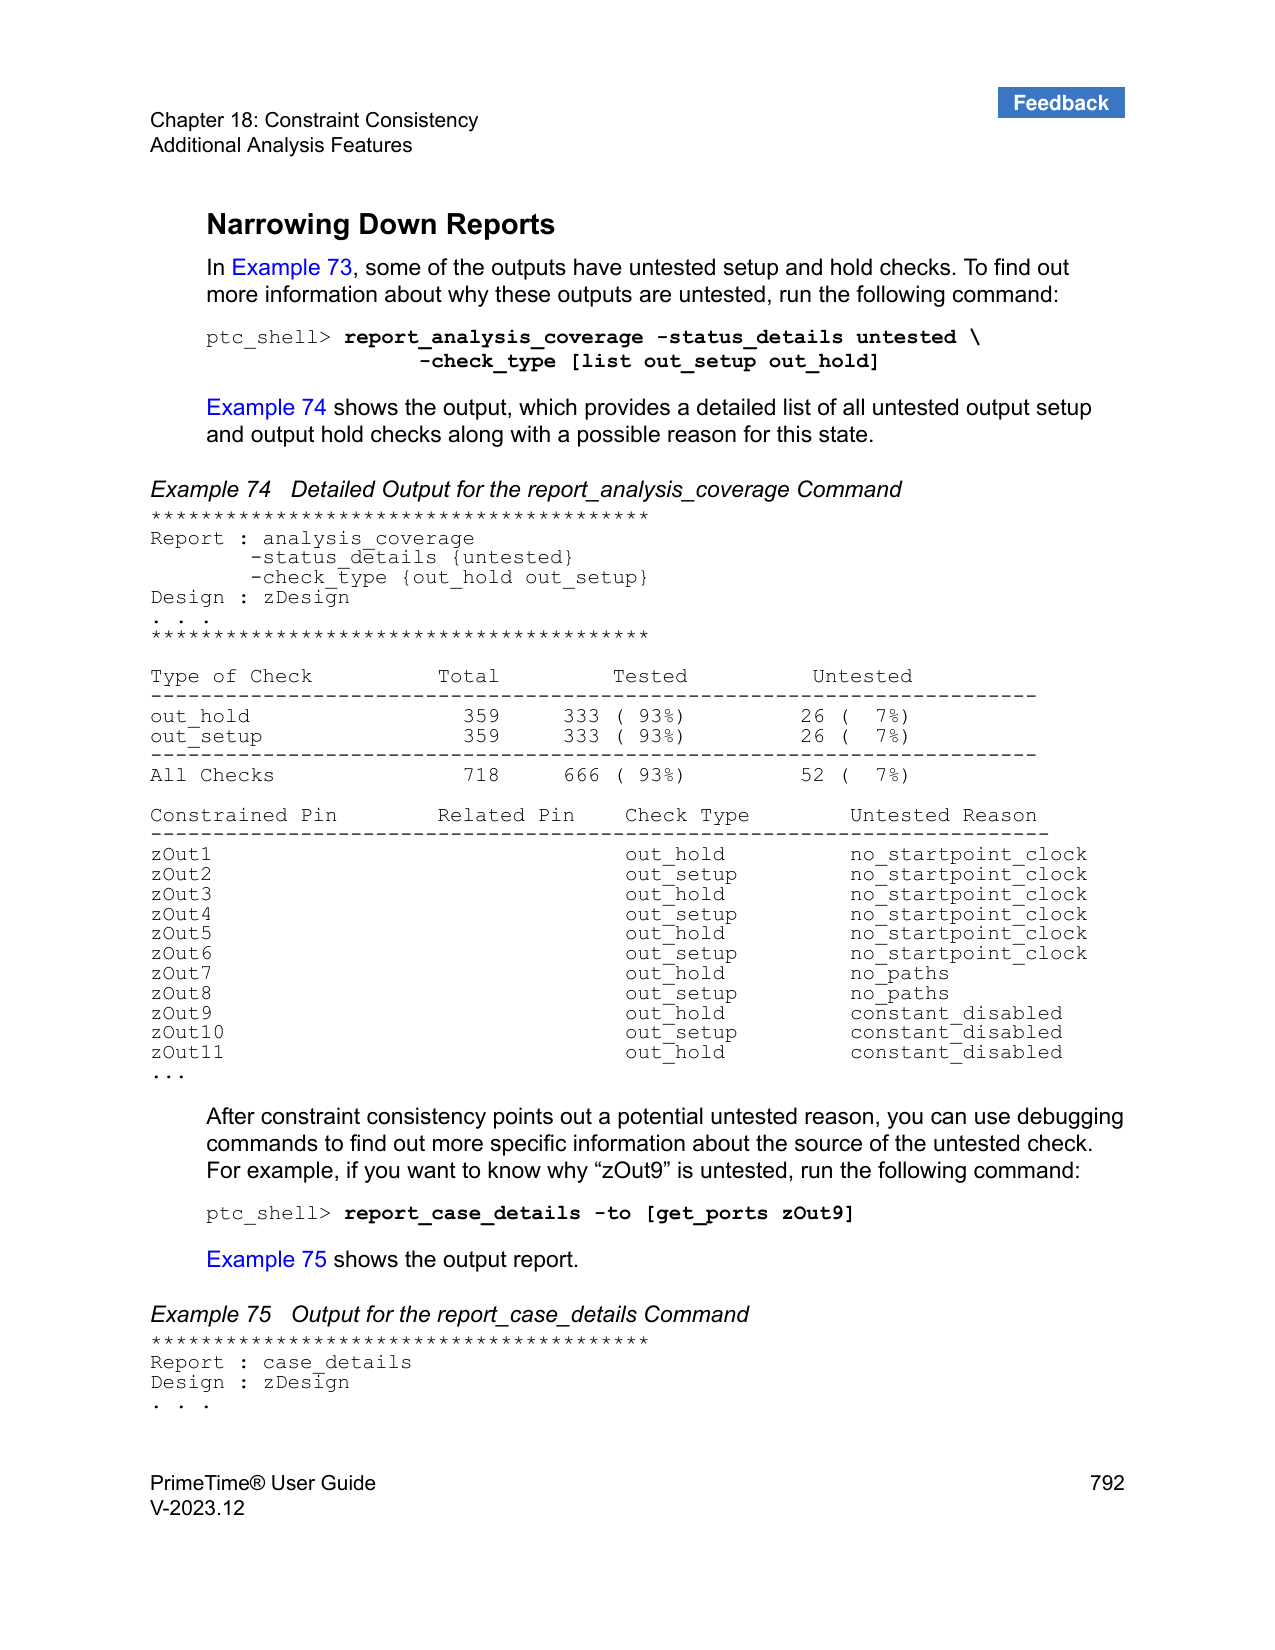 Feedback
Chapter 18: Constraint Consistency
Additional Analysis Features
Narrowing Down Reports
In Example 73, some of the outputs have untested setup and hold checks. To find out
more information about why these outputs are untested, run the following command:
ptc_shell> report_analysis_coverage -status_details untested \
-check_type [list out_setup out_hold]
Example 74 shows the output, which provides a detailed list of all untested output setup
and output hold checks along with a possible reason for this state.
Example 74   Detailed Output for the report_analysis_coverage Command
****************************************
Report : analysis_coverage
        -status_details {untested}
        -check_type {out_hold out_setup}
Design : zDesign
. . .
****************************************
Type of Check          Total         Tested          Untested
-----------------------------------------------------------------------
out_hold                 359     333 ( 93%)         26 (  7%)
out_setup                359     333 ( 93%)         26 (  7%)
-----------------------------------------------------------------------
All Checks               718     666 ( 93%)         52 (  7%)
Constrained Pin        Related Pin    Check Type        Untested Reason
------------------------------------------------------------------------
zOut1                                 out_hold          no_startpoint_clock
zOut2                                 out_setup         no_startpoint_clock
zOut3                                 out_hold          no_startpoint_clock
zOut4                                 out_setup         no_startpoint_clock
zOut5                                 out_hold          no_startpoint_clock
zOut6                                 out_setup         no_startpoint_clock
zOut7                                 out_hold          no_paths
zOut8                                 out_setup         no_paths
zOut9                                 out_hold          constant_disabled
zOut10                                out_setup         constant_disabled
zOut11                                out_hold          constant_disabled
...
After constraint consistency points out a potential untested reason, you can use debugging
commands to find out more specific information about the source of the untested check.
For example, if you want to know why “zOut9” is untested, run the following command:
ptc_shell> report_case_details -to [get_ports zOut9]
Example 75 shows the output report.
Example 75   Output for the report_case_details Command
****************************************
Report : case_details
Design : zDesign
. . .
PrimeTime® User Guide 792
V-2023.12